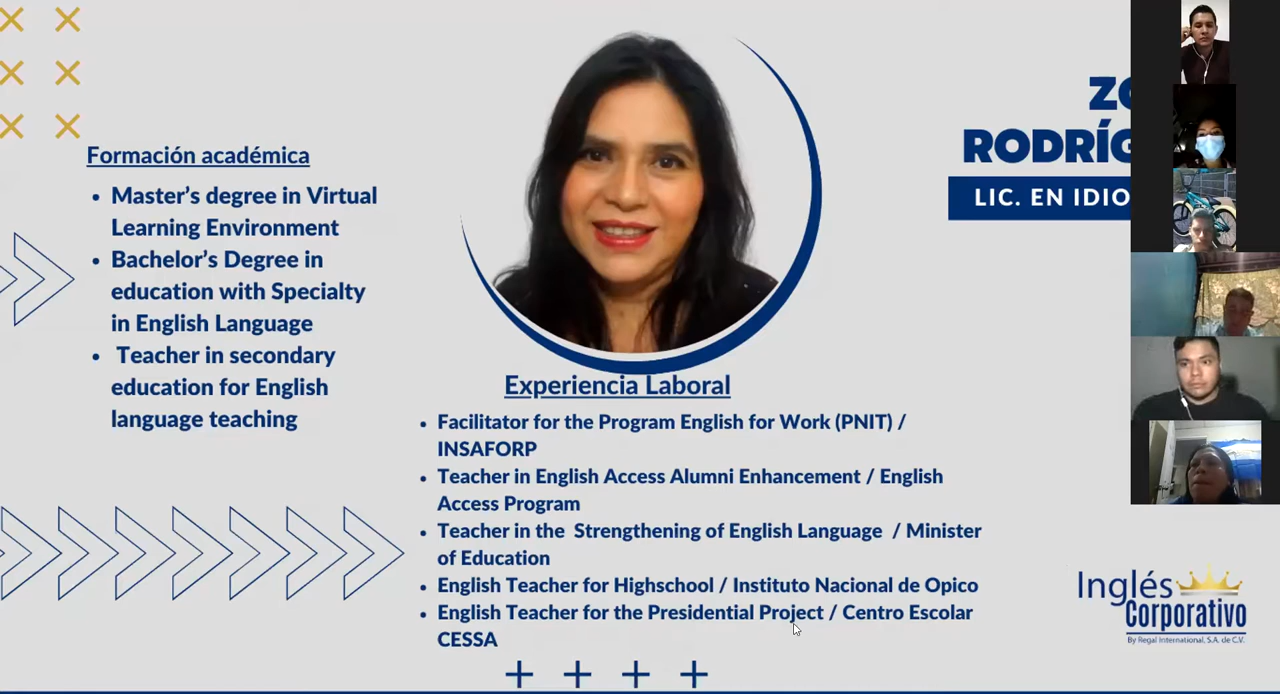 Formación académica
Master's degree in Virtual
Learning Environment
Bachelor's Degree in
education with Specialty
in English Language
Teacher in secondary
education for English
language teaching
Experiencia Laboral
Facilitator for the Program English for Work (PNIT) /
INSAFORP
Teacher in English Access Alumni Enhancement / English
Access Program
Teacher in the Strengthening of English Language / Minister
of Education
English Teacher for Highschool / Instituto Nacional de Opico
English Teacher for the Presidential Project / Centro Escolar
CESSA
LIC. EN
Inglés
Corporativo
By Regal International, S.A. de C.V.